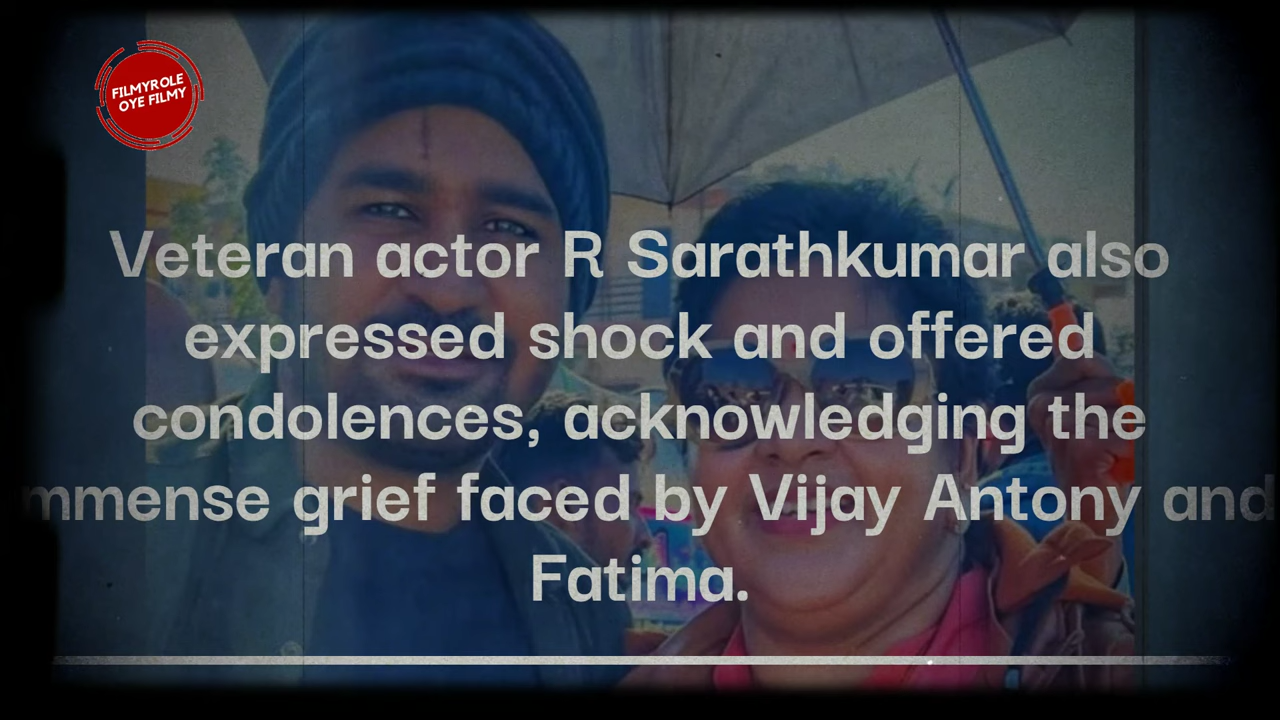 FILMYROLE
OYE FILMY
Veteran actor R Sarathkumar also
expressed shock and offered
condolences, acknowledging the
mmense grief faced by Vijay Antony and
Fatima.